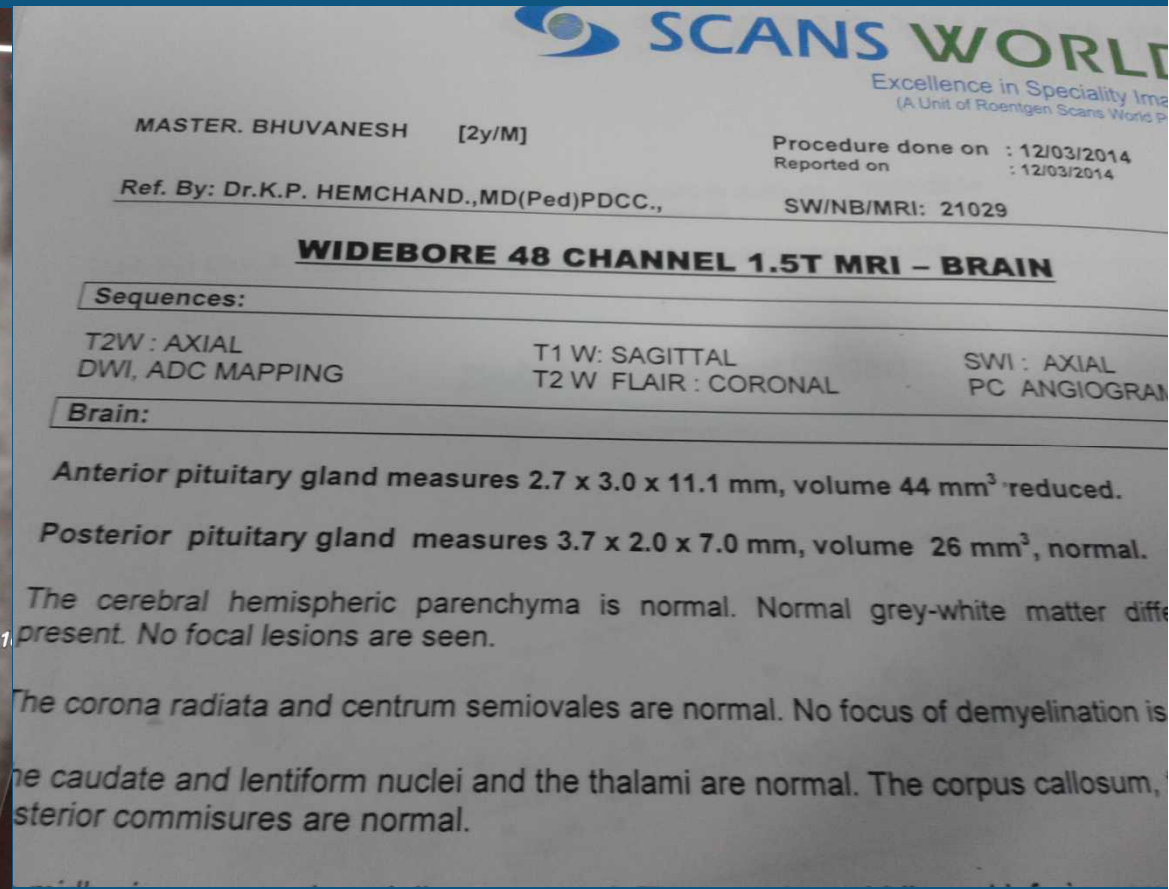 SCANS WORLD
Excellence in Speciality
(A Unit of Roentgen Scans World
MASTER. BHUVANESH [2y/M]
Procedure done on : 12/03/2014
Reported on : 12/03/2014
Ref. By: Dr.K.P. HEMCHAND.,MD(Ped)PDCC.,
SW/NB/MRI: 21029
WIDEBORE 48 CHANNEL 1.5T MRI – BRAIN
Sequences:
T2W : AXIAL T1 W: SAGITTAL SWI : AXIAL
DWI, ADC MAPPING T2 W FLAIR : CORONAL PC ANGIOGRAM
Brain:
Anterior pituitary gland measures 2.7 x 3.0 x 11.1 mm, volume 44 mm³ reduced.
Posterior pituitary gland measures 3.7 x 2.0 x 7.0 mm, volume 26 mm³, normal.
The cerebral hemispheric parenchyma is normal. Normal grey-white matter
present. No focal lesions are seen.
The corona radiata and centrum semiovales are normal. No focus of demyelination is
he caudate and lentiform nuclei and the thalami are normal. The corpus callosum,
sterior commisures are normal.